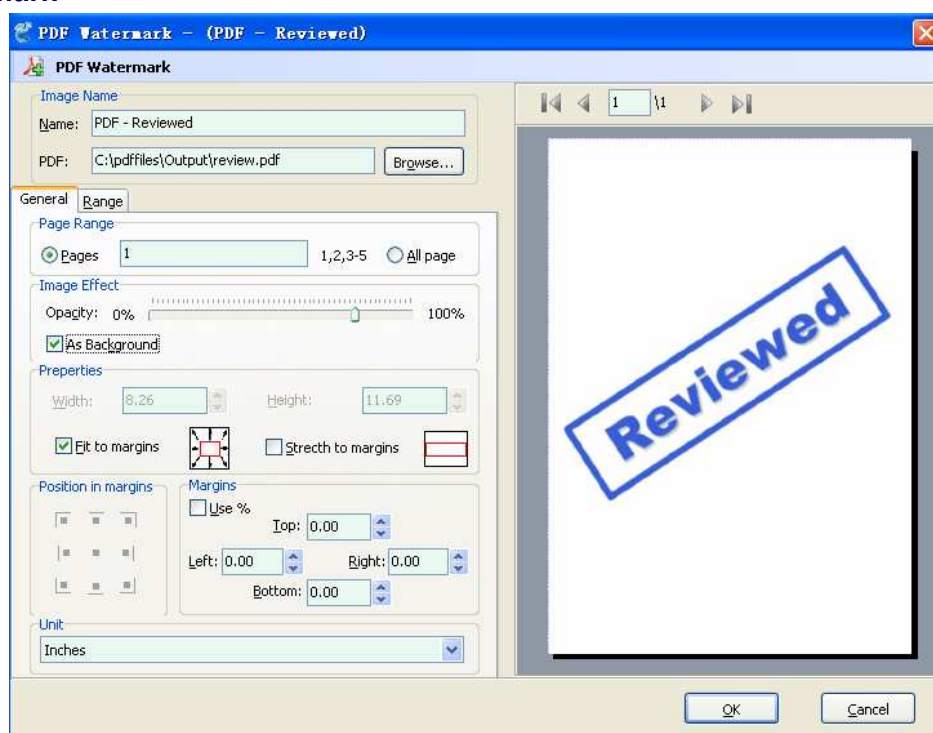 PDF Watermark - (PDF - Reviewed)
PDF Watermark
Image Name
Name: PDF - Reviewed
PDF: C:\pdffiles\Output\review.pdf Browse...
1 \1
General Range
Page Range
Pages 1 1,2,3-5 All page
Image Effect
Opagity: 0% 100%
As Background
Preperties
Width: 8.26 Height: 11.69
Fit to margins Strecth to margins
Position in margins Margins
Use %
Top: 0.00
Left: 0.00 Right: 0.00
Bottom: 0.00
Unit
Inches
Reviewed
OK Cancel